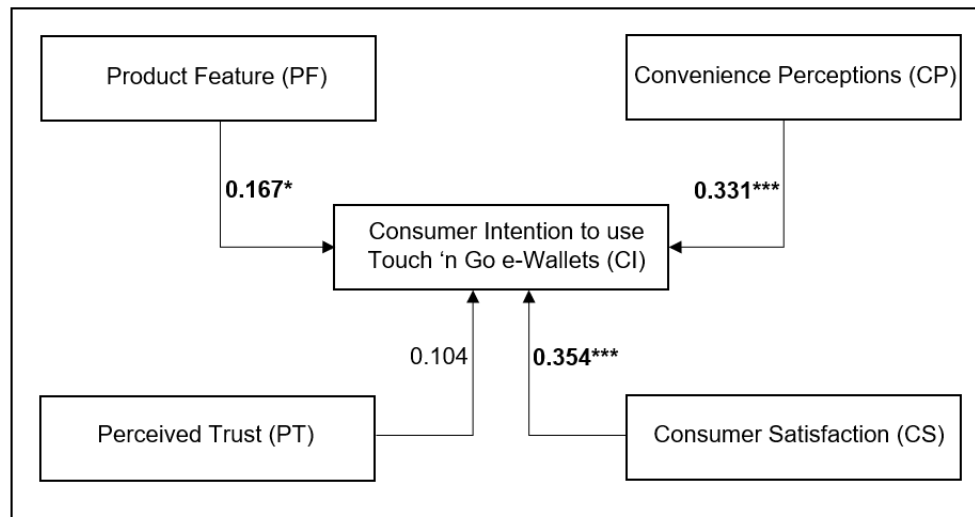 Product Feature (PF)
Convenience Perceptions (CP)
0.167*
0.331***
Consumer Intention to use
Touch ‘n Go e-Wallets (CI)
0.104
0.354***
Perceived Trust (PT)
Consumer Satisfaction (CS)